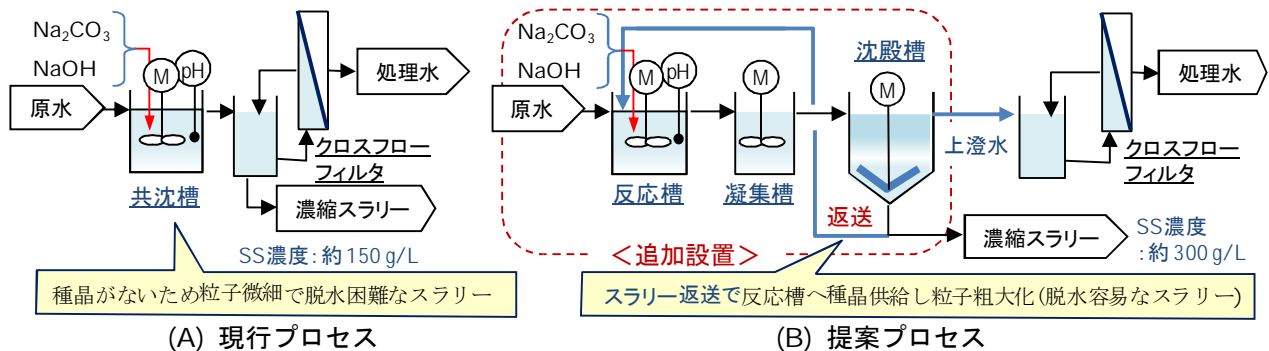 Na₂CO₃
NaOH
原水
M
pH
共沈槽
処理水
クロスフロー
フィルタ
濃縮スラリー
SS濃度：約150 g/L
種晶がないため粒子微細で脱水困難なスラリー
(A) 現行プロセス
Na₂CO₃
NaOH
原水
M
pH
反応槽
M
凝集槽
沈殿槽
M
返送
上澄水
処理水
クロスフロー
フィルタ
濃縮スラリー
SS濃度
：約300 g/L
＜追加設置＞
スラリー返送で反応槽へ種晶供給し粒子粗大化(脱水容易なスラリー)
(B) 提案プロセス